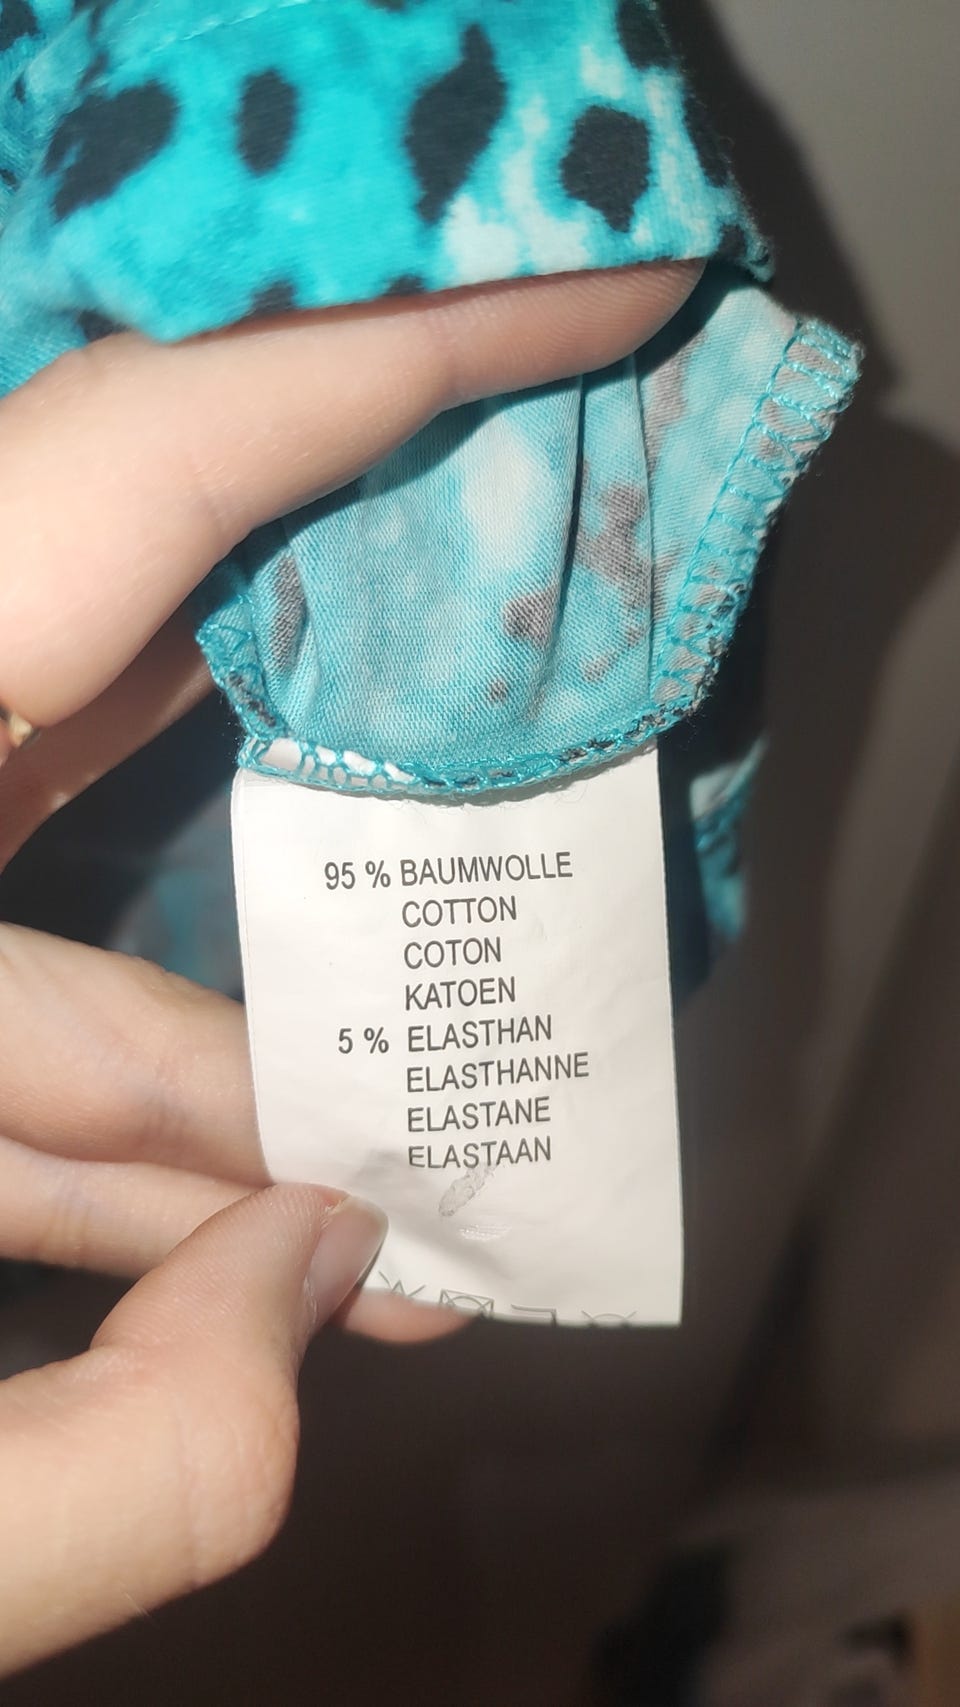 95 % BAUMWOLLE
COTTON
COTON
KATOEN
5 % ELASTHAN
ELASTHANNE
ELASTANE
ELASTAAN